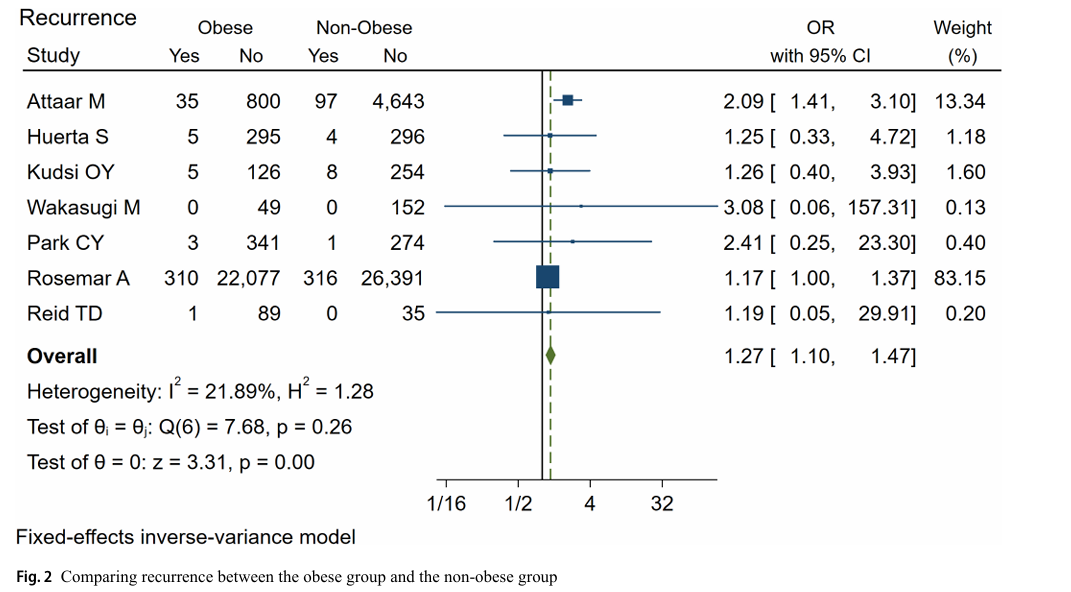 Recurrence
Obese Non-Obese OR Weight
Study Yes No Yes No with 95% CI (%)
Attaar M 35 800 97 4,643 2.09 [ 1.41, 3.10] 13.34
Huerta S 5 295 4 296 1.25 [ 0.33, 4.72] 1.18
Kudsi OY 5 126 8 254 1.26 [ 0.40, 3.93] 1.60
Wakasugi M 0 49 0 152 3.08 [ 0.06, 157.31] 0.13
Park CY 3 341 1 274 2.41 [ 0.25, 23.30] 0.40
Rosemar A 310 22,077 316 26,391 1.17 [ 1.00, 1.37] 83.15
Reid TD 1 89 0 35 1.19 [ 0.05, 29.91] 0.20
Overall 1.27 [ 1.10, 1.47]
Heterogeneity: I² = 21.89%, H² = 1.28
Test of θᵢ = θⱼ: Q(6) = 7.68, p = 0.26
Test of θ = 0: z = 3.31, p = 0.00
1/16 1/2 4 32
Fixed-effects inverse-variance model
Fig. 2 Comparing recurrence between the obese group and the non-obese group